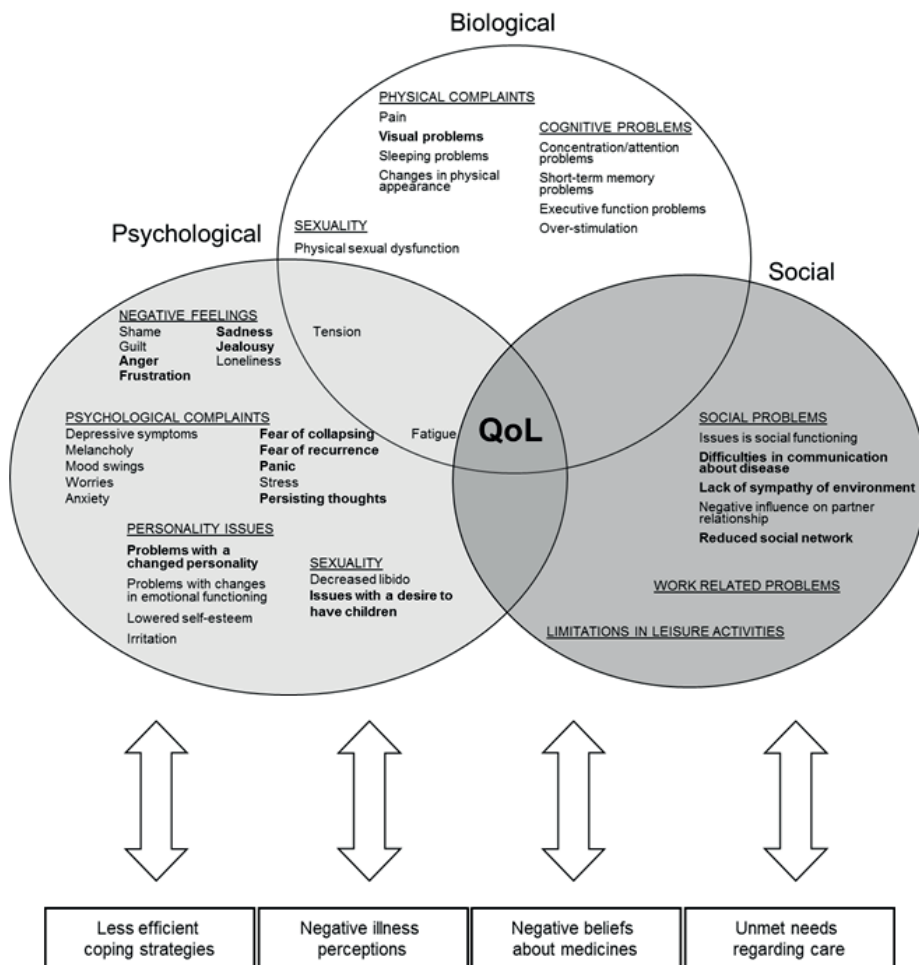 Biological
PHYSICAL COMPLAINTS
Pain
Visual problems
Sleeping problems
Changes in physical
appearance
COGNITIVE PROBLEMS
Concentration/attention
problems
Short-term memory
problems
Executive function problems
Over-stimulation
SEXUALITY
Physical sexual dysfunction
Psychological
Social
NEGATIVE FEELINGS
Shame Sadness Tension
Guilt Jealousy
Anger Loneliness
Frustration
PSYCHOLOGICAL COMPLAINTS
Depressive symptoms Fear of collapsing Fatigue
Melancholy Fear of recurrence
Mood swings Panic
Worries Stress
Anxiety Persisting thoughts
QoL
PERSONALITY ISSUES
Problems with a
changed personality
Problems with changes
in emotional functioning
Lowered self-esteem
Irritation
SEXUALITY
Decreased libido
Issues with a desire to
have children
SOCIAL PROBLEMS
Issues is social functioning
Difficulties in communication
about disease
Lack of sympathy of environment
Negative influence on partner
relationship
Reduced social network
WORK RELATED PROBLEMS
LIMITATIONS IN LEISURE ACTIVITIES
Less efficient
coping strategies
Negative illness
perceptions
Negative beliefs
about medicines
Unmet needs
regarding care